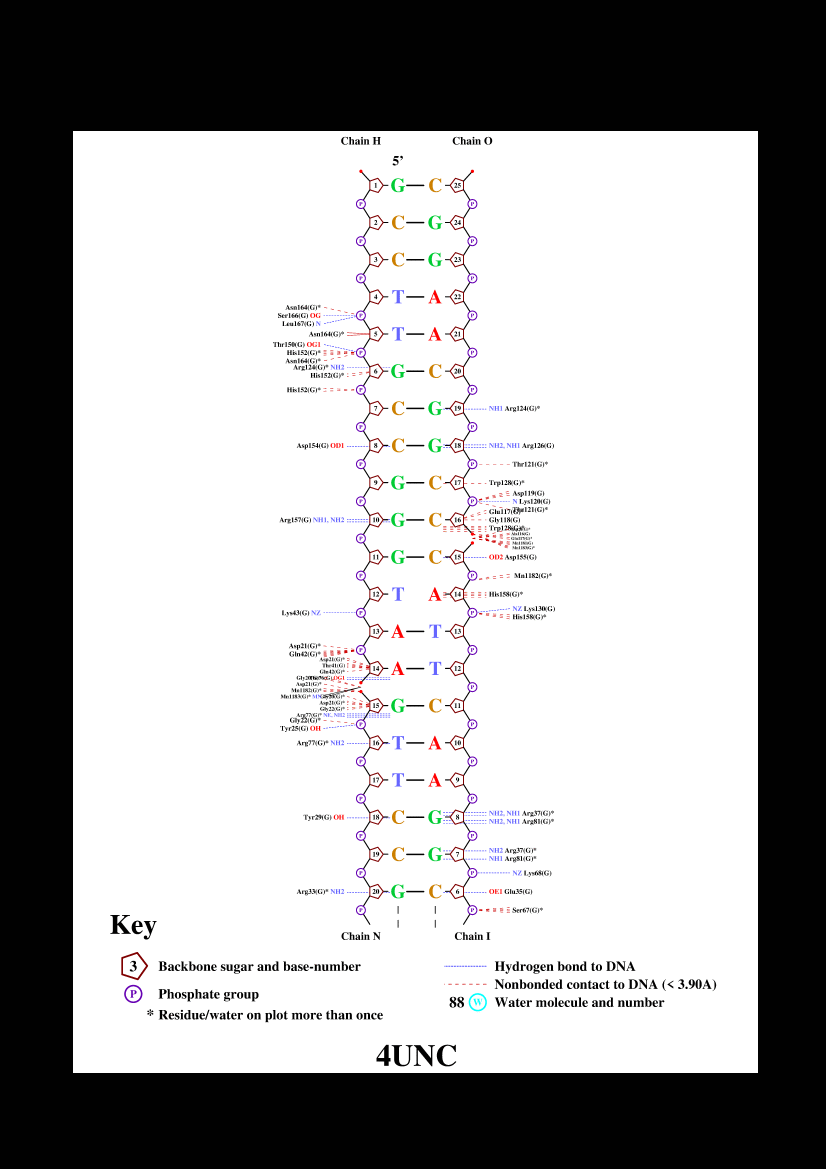 Chain H Chain O
5'
1 G C 25
P P
2 C G 24
P P
3 C G 23
P P
4 T A 22
Asn164(G)*
Ser166(G) OG P P
Leu167(G) N
Asn164(G)* 5 T A 21
Thr150(G) OG1
His152(G)* P P
Asn164(G)*
Arg124(G)* NH2 6 G C 20
His152(G)*
His152(G)* P P
7 C G 19 NH1 Arg124(G)*
P P
Asp154(G) OD1 8 C G 18 NH2, NH1 Arg126(G)
P P Thr121(G)*
9 G C 17 Trp128(G)*
Asp119(G)
P P N Lys120(G)
Thr121(G)*
Glu117(G)*
Arg157(G) NH1, NH2 10 G C 16 Gly118(G)
Trp128(G)*
11 G C 15 OD2 Asp155(G)
P P Mn1182(G)*
12 T A 14 His158(G)*
Lys43(G) NZ P P NZ Lys130(G)
His158(G)*
13 A T 13
Asp21(G)*
Gln42(G)* P P
Asp21(G)*
Thr41(G) 14 A T 12
Gln42(G)*
Asp21(G)*
Mn1182(G)*
Asp21(G)*
15 G C 11
Gly22(G)*
Arg77(G)* NE, NH2
Gly22(G)*
Tyr25(G) OH P P
Arg77(G)* NH2 16 T A 10
P P
17 T A 9
P P
Tyr29(G) OH 18 C G 8 NH2, NH1 Arg37(G)*
NH2, NH1 Arg81(G)*
P P
19 C G 7 NH2 Arg37(G)*
NH1 Arg81(G)*
P P NZ Lys68(G)
Arg33(G)* NH2 20 G C 6 OE1 Glu35(G)
P P Ser67(G)*
Chain N Chain I
Key
3 Backbone sugar and base-number
P Phosphate group
* Residue/water on plot more than once
Hydrogen bond to DNA
Nonbonded contact to DNA (< 3.90A)
88 W Water molecule and number
4UNC